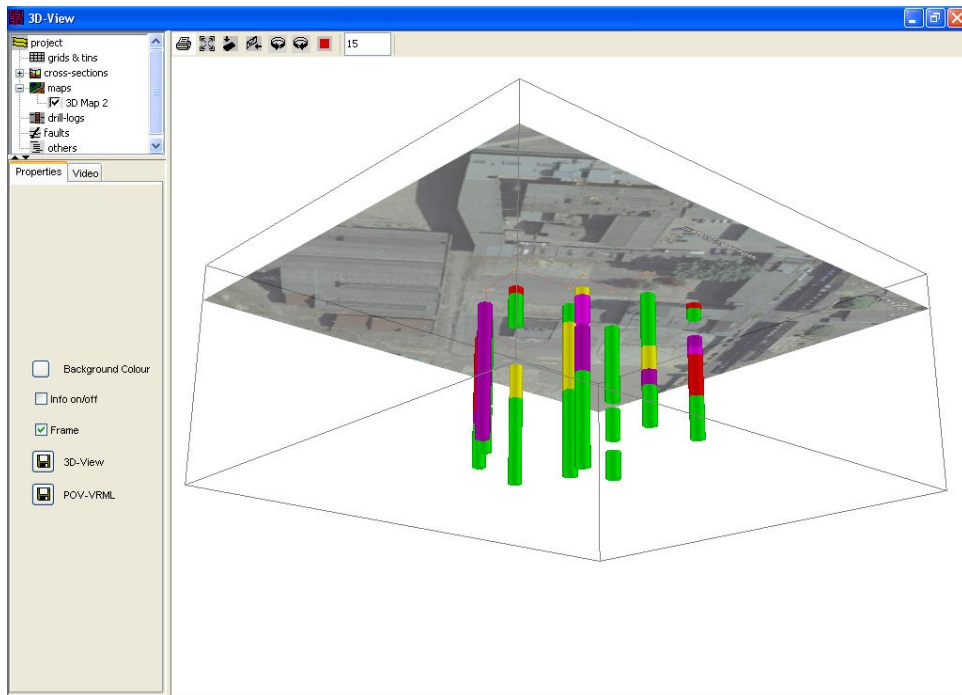 3D-View
project
grids & tins
cross-sections
maps
3D Map 2
drill-logs
faults
others
15
Properties
Video
Background Colour
Info on/off
Frame
3D-View
POV-VRML